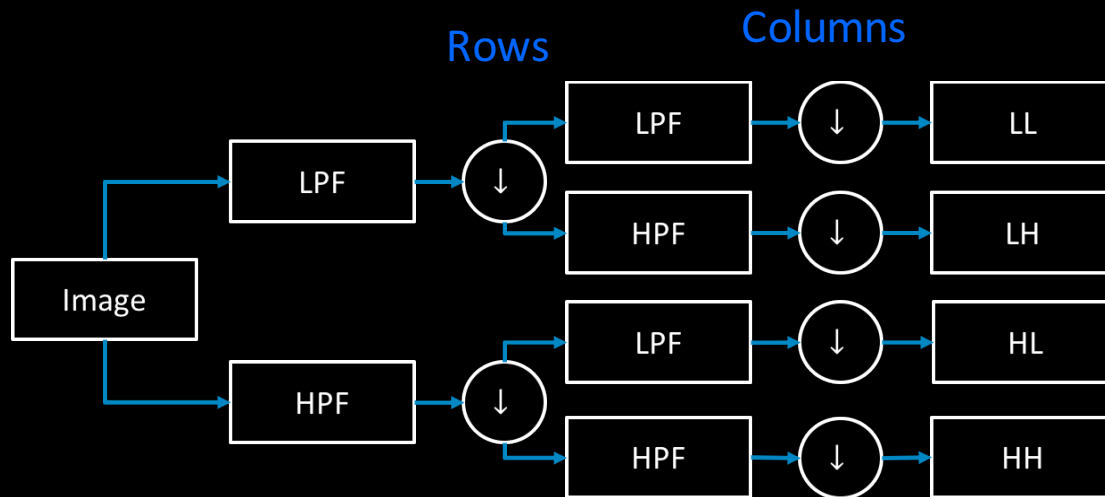 Columns
Rows
LPF
↓
LL
LPF
↓
HPF
↓
LH
Image
LPF
↓
HL
HPF
↓
HPF
↓
HH